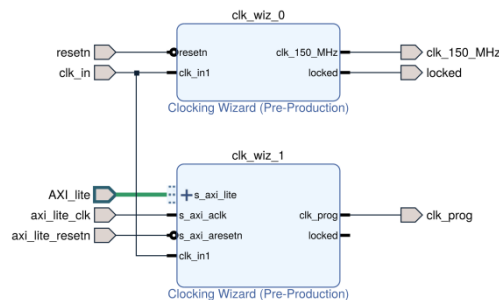 clk_wiz_0
resetn
resetn
clk_150_MHz
clk_150_MHz
clk_in
clk_in1
locked
locked
Clocking Wizard (Pre-Production)
clk_wiz_1
AXI_lite
s_axi_lite
axi_lite_clk
s_axi_aclk
clk_prog
clk_prog
axi_lite_resetn
s_axi_aresetn
locked
clk_in1
Clocking Wizard (Pre-Production)